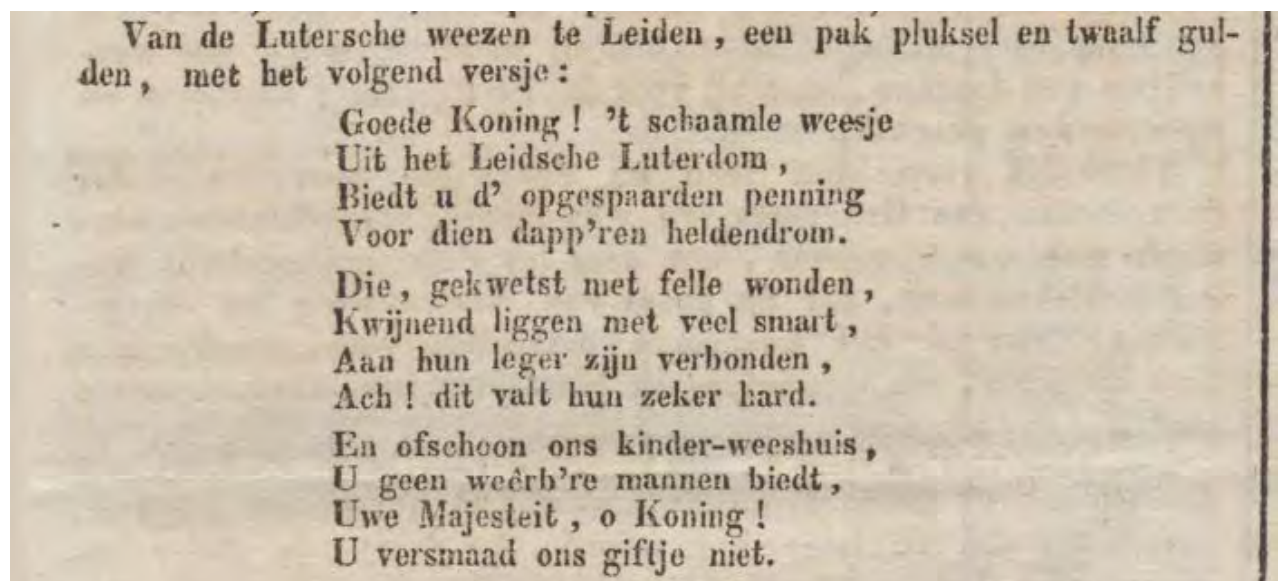 Van de Lutersche weezen te Leiden , een pak pluksel en twaalf gul-
den, met het volgend versje :
Goede Koning ! 't schaamle weesje
Uit het Leidsche Luterdom ,
Biedt u d' opgespaarden penning
Voor dien dapp'ren heldendrom.
Die, gekwetst met felle wonden ,
Kwijnend liggen met veel smart ,
Aan hun leger zijn verbonden ,
Ach ! dit valt hun zeker hard.
En ofschoon ons kinder-weeshuis ,
U geen weêrb're mannen biedt ,
Uwe Majesteit , o Koning !
U versmaad ons giftje niet.